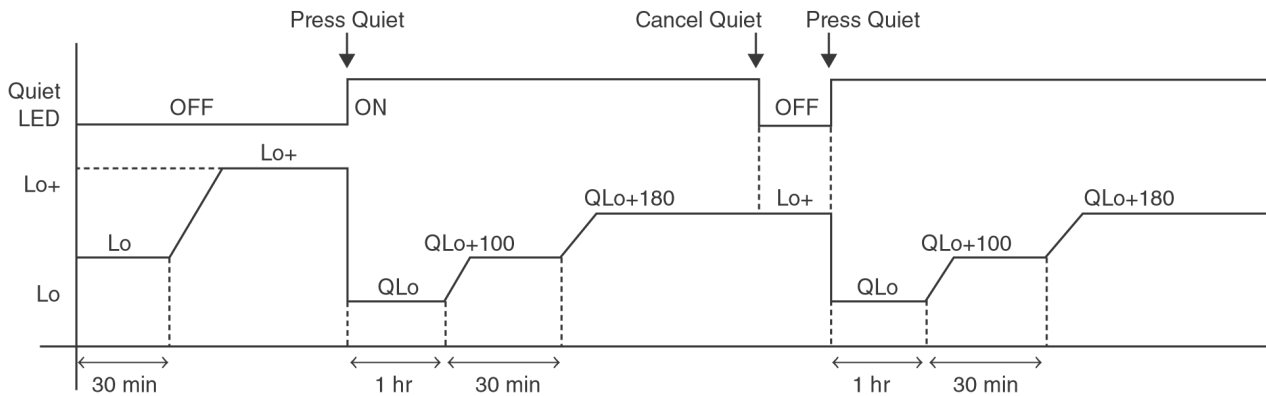 Press Quiet
Cancel Quiet
Press Quiet
Quiet
LED
OFF
ON
OFF
Lo+
Lo+
Lo
QLo
QLo+100
QLo+180
Lo+
QLo
QLo+100
QLo+180
Lo
30 min
1 hr
30 min
1 hr
30 min